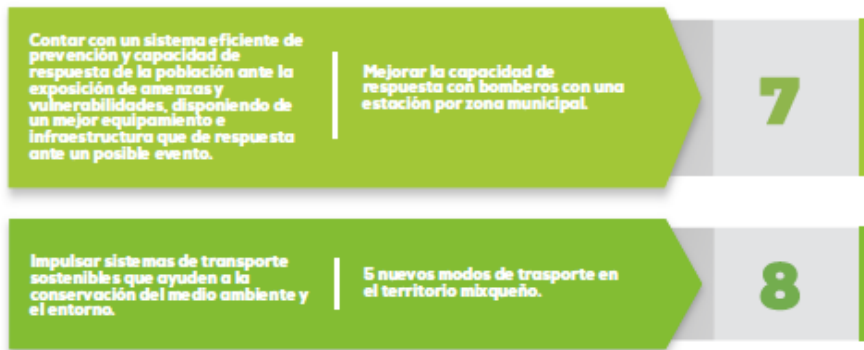 Contar con un sistema eficiente de
prevención y capacidad de
respuesta de la población ante la
exposición de amenzas y
vulnerabilidades, disponiendo de
un mejor equipamiento e
infraestructura que de respuesta
ante un posible evento.
Mejorar la capacidad de
respuesta con bomberos con una
estación por zona municipal.
7
Impulsar sistemas de transporte
sostenibles que ayuden a la
conservación del medio ambiente y
el entorno.
5 nuevos modos de trasporte en
el territorio mixqueño.
8